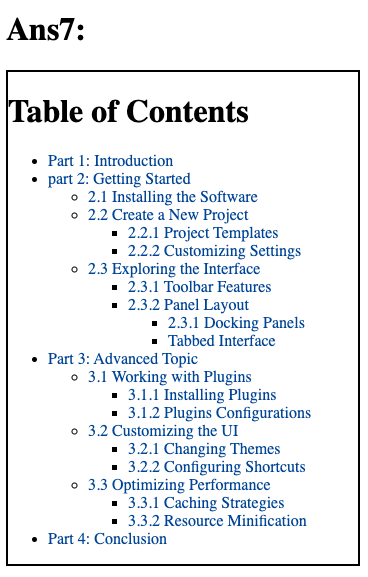 Ans7:
Table of Contents
Part 1: Introduction
part 2: Getting Started
2.1 Installing the Software
2.2 Create a New Project
2.2.1 Project Templates
2.2.2 Customizing Settings
2.3 Exploring the Interface
2.3.1 Toolbar Features
2.3.2 Panel Layout
2.3.1 Docking Panels
Tabbed Interface
Part 3: Advanced Topic
3.1 Working with Plugins
3.1.1 Installing Plugins
3.1.2 Plugins Configurations
3.2 Customizing the UI
3.2.1 Changing Themes
3.2.2 Configuring Shortcuts
3.3 Optimizing Performance
3.3.1 Caching Strategies
3.3.2 Resource Minification
Part 4: Conclusion